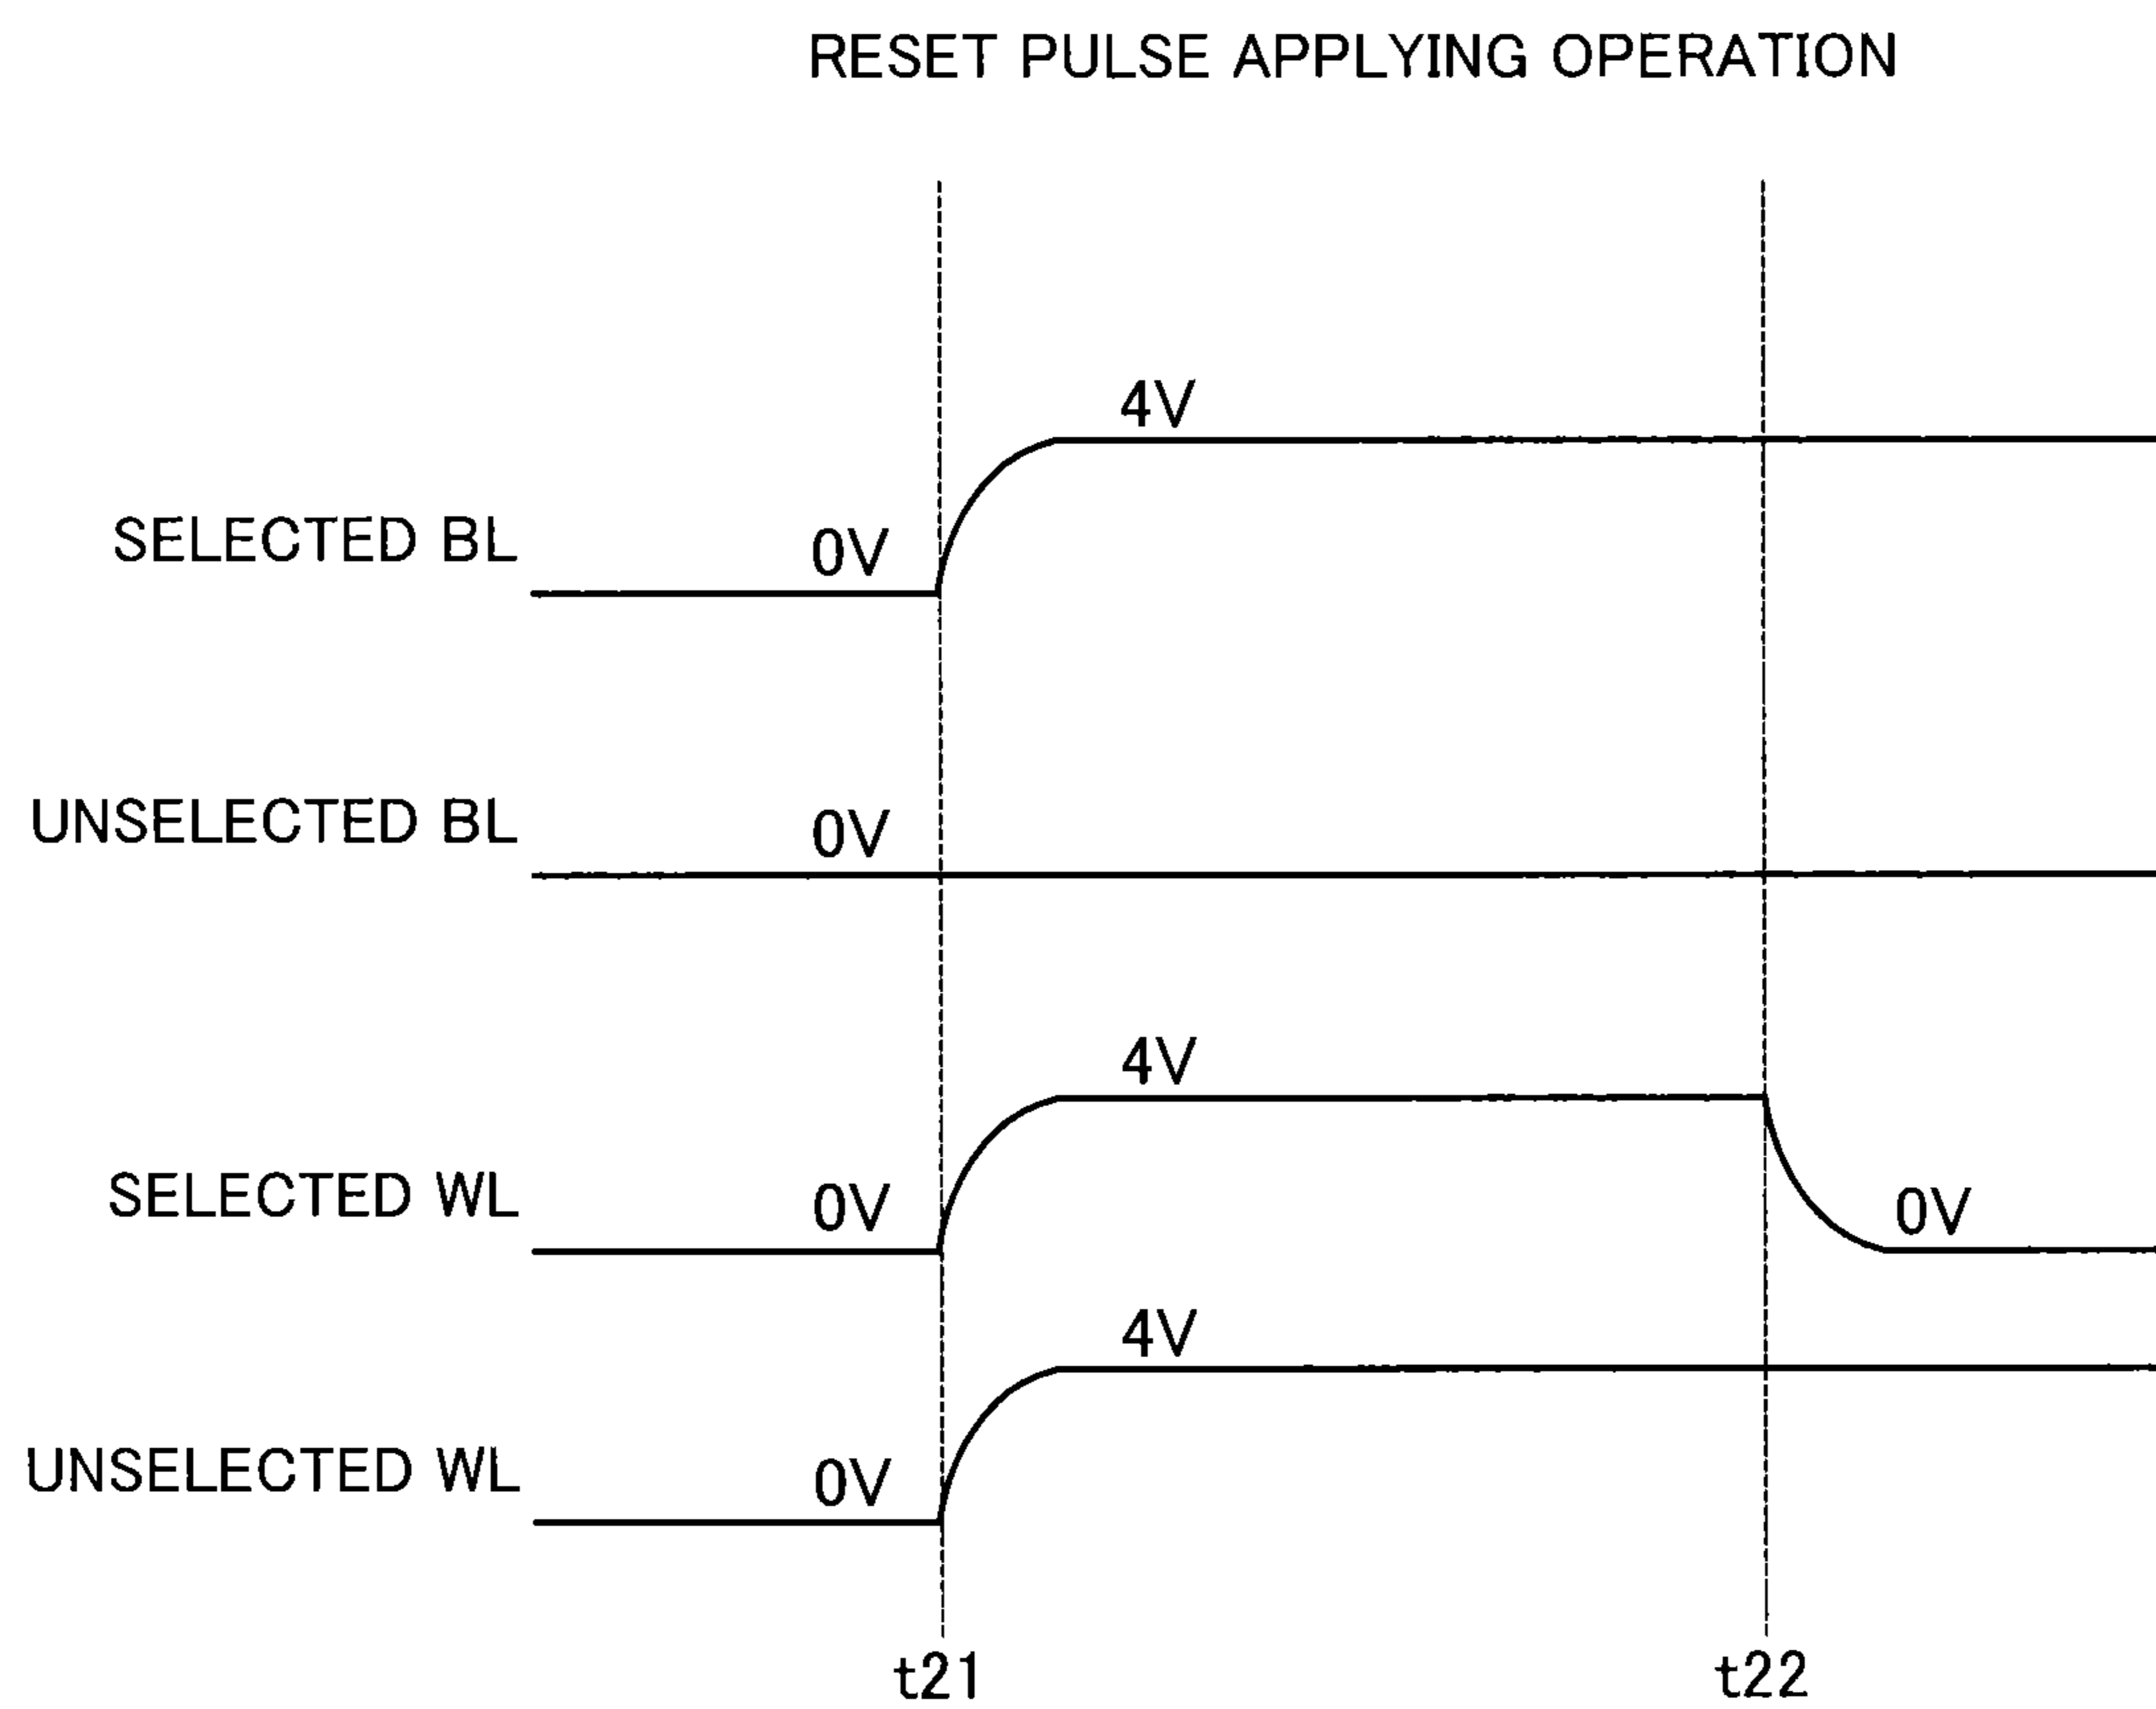 RESET PULSE APPLYING OPERATION
4V
SELECTED BL 0V
UNSELECTED BL 0V
4V
SELECTED WL 0V 0V
4V
UNSELECTED WL 0V
t21 t22